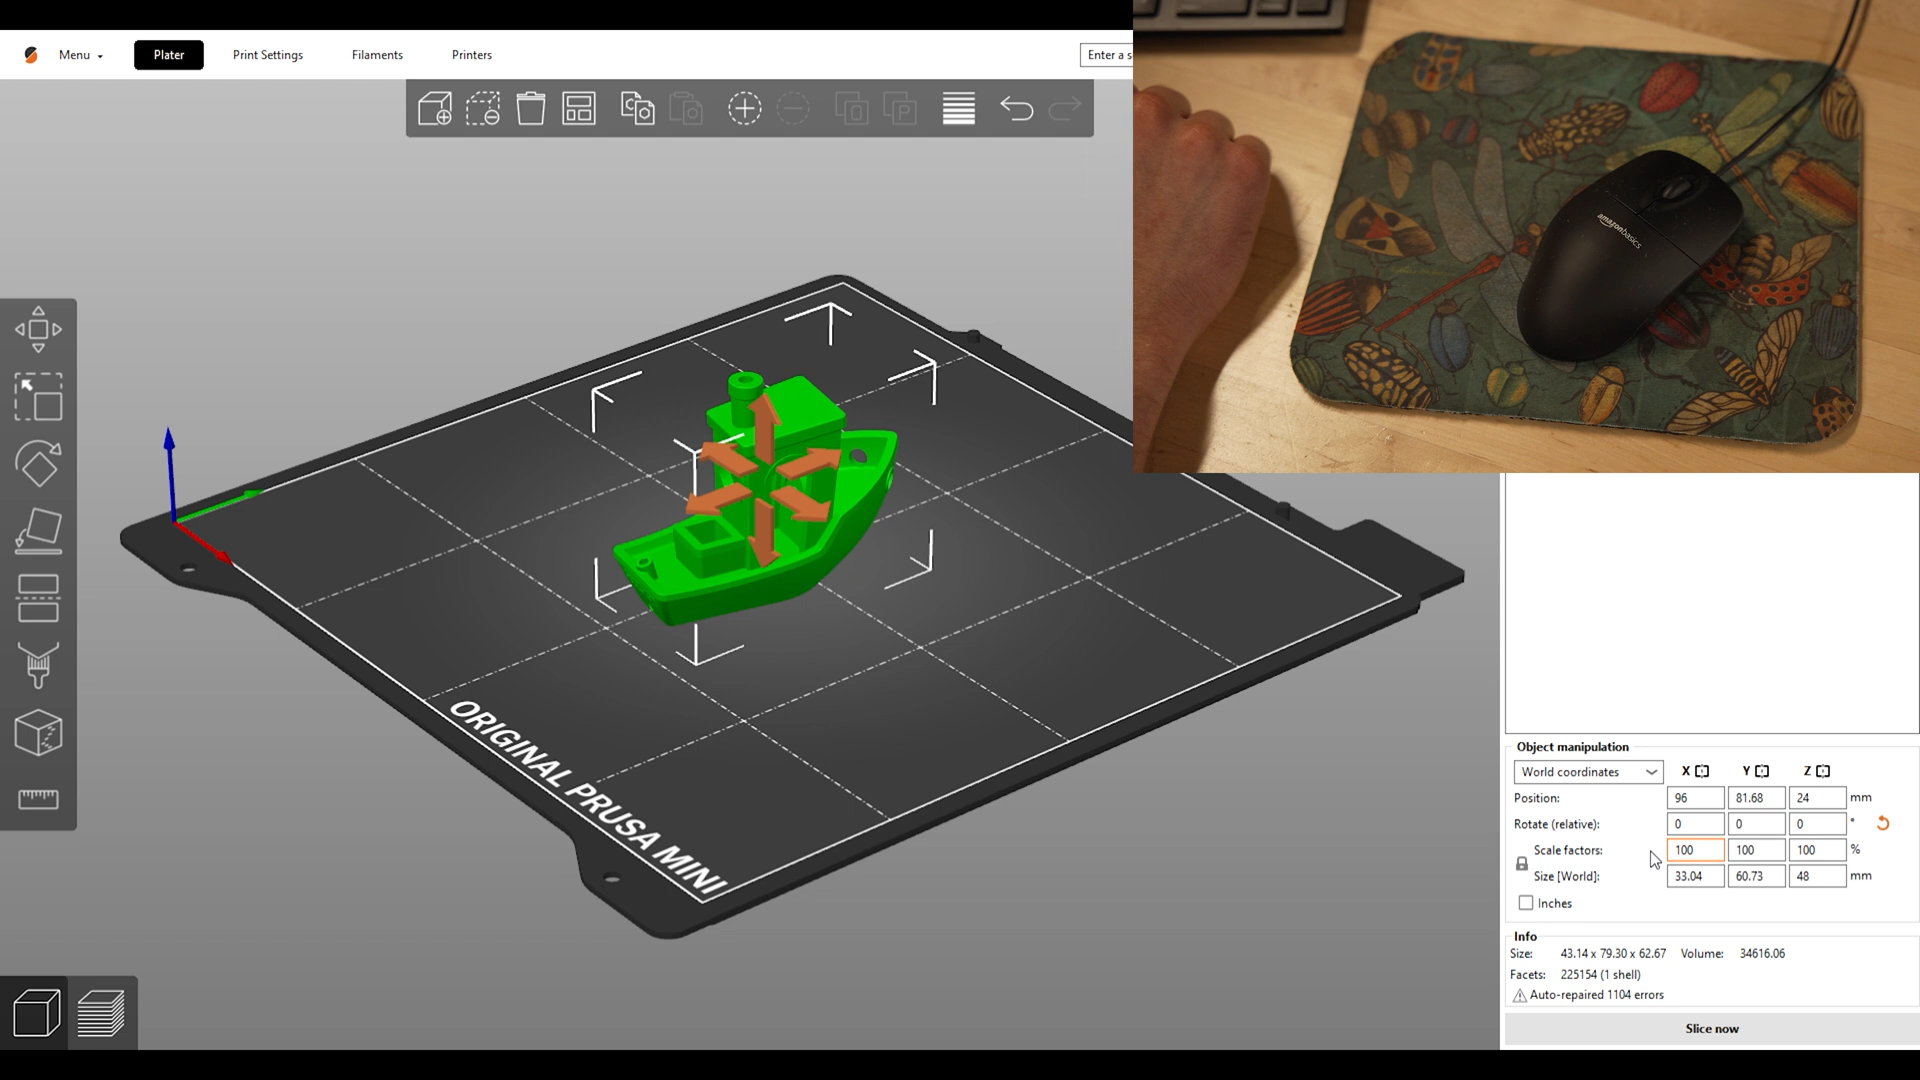 Menu
Plater
Print Settings
Filaments
Printers
Enter a s
amazonbasics
ORIGINAL PRUSA MINI
Object manipulation
World coordinates X Y Z
Position: 96 81.68 24 mm
Rotate (relative): 0 0 0 °
Scale factors: 100 100 100 %
Size [World]: 33.04 60.73 48 mm
Inches
Info
Size: 43.14 x 79.30 x 62.67 Volume: 34616.06
Facets: 225154 (1 shell)
Auto-repaired 1104 errors
Slice now